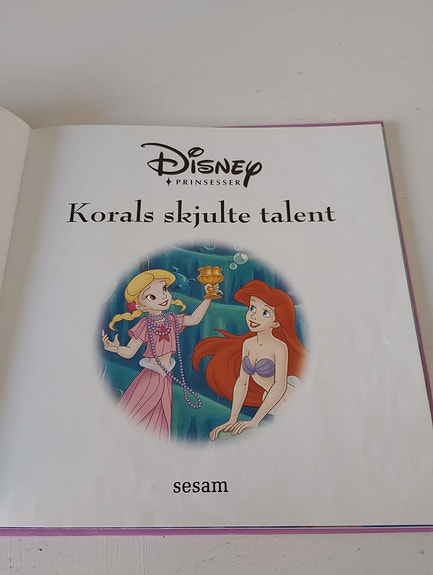 Disney
PRINSESSER
Korals skjulte talent
sesam